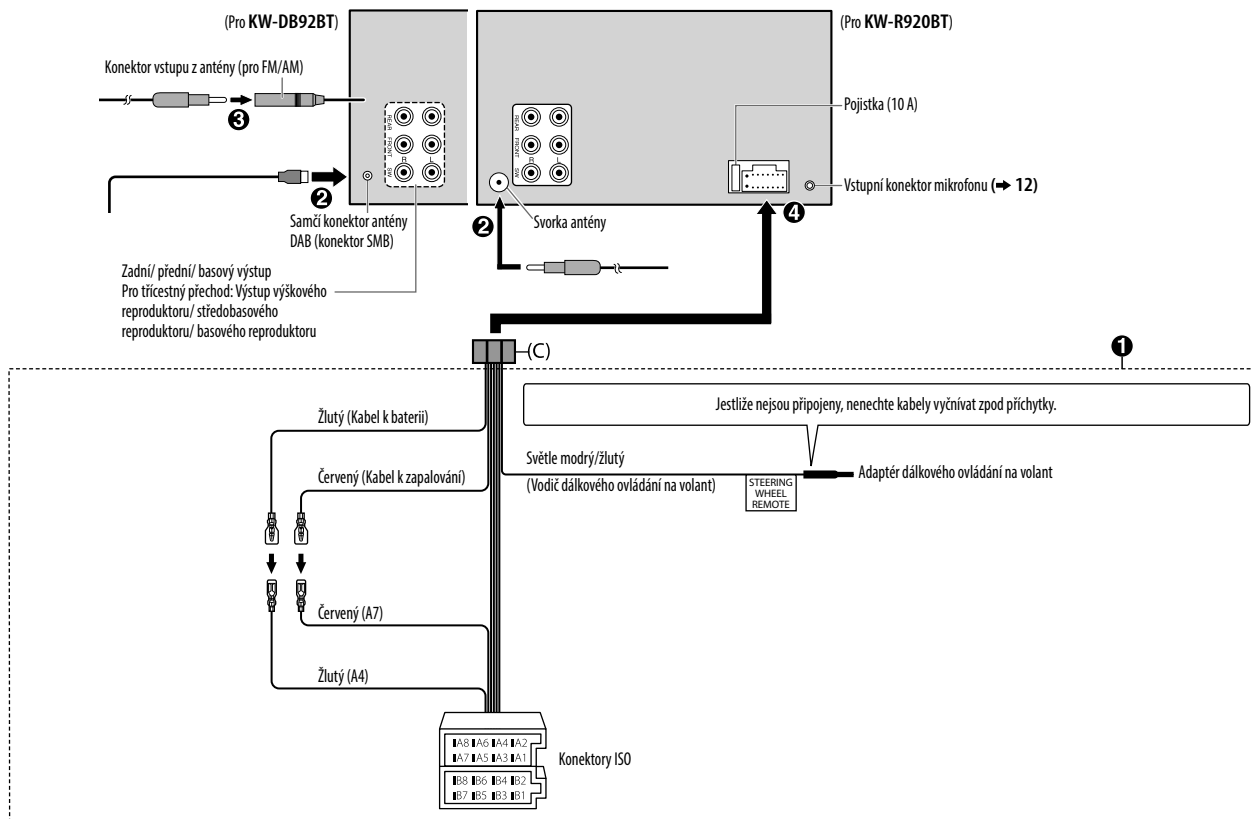 (Pro KW-DB92BT)
(Pro KW-R920BT)
Konektor vstupu z antény (pro FM/AM)
❸
REAR
FRONT
SW
R
L
REAR
FRONT
SW
R
L
Pojistka (10 A)
Vstupní konektor mikrofonu (➜ 12)
❷
❷
❹
Samčí konektor antény
DAB (konektor SMB)
Svorka antény
Zadní/ přední/ basový výstup
Pro třícestný přechod: Výstup výškového
reproduktoru/ středobasového
reproduktoru/ basového reproduktoru
(C)
❶
Jestliže nejsou připojeny, nenechte kabely vyčnívat zpod příchytky.
Žlutý (Kabel k baterii)
Červený (Kabel k zapalování)
Světle modrý/žlutý
(Vodič dálkového ovládání na volant)
STEERING
WHEEL
REMOTE
Adaptér dálkového ovládání na volant
Červený (A7)
Žlutý (A4)
A8 A6 A4 A2
A7 A5 A3 A1
B8 B6 B4 B2
B7 B5 B3 B1
Konektory ISO